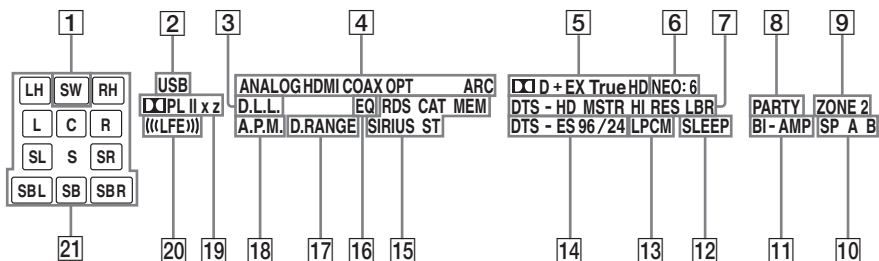 1 2 3 4 5 6 7 8 9
LH SW RH USB ANALOG HDMI COAX OPT ARC D + EX True HD NEO: 6
L C R PL II x z D.L.L. EQ RDS CAT MEM DTS - HD MSTR HI RES LBR PARTY ZONE 2
SL S SR (((LFE))) A.P.M. D.RANGE SIRIUS ST DTS - ES 96/24 LPCM SLEEP BI - AMP SP A B
SBL SB SBR
21 20 19 18 17 16 15 14 13 12 11 10